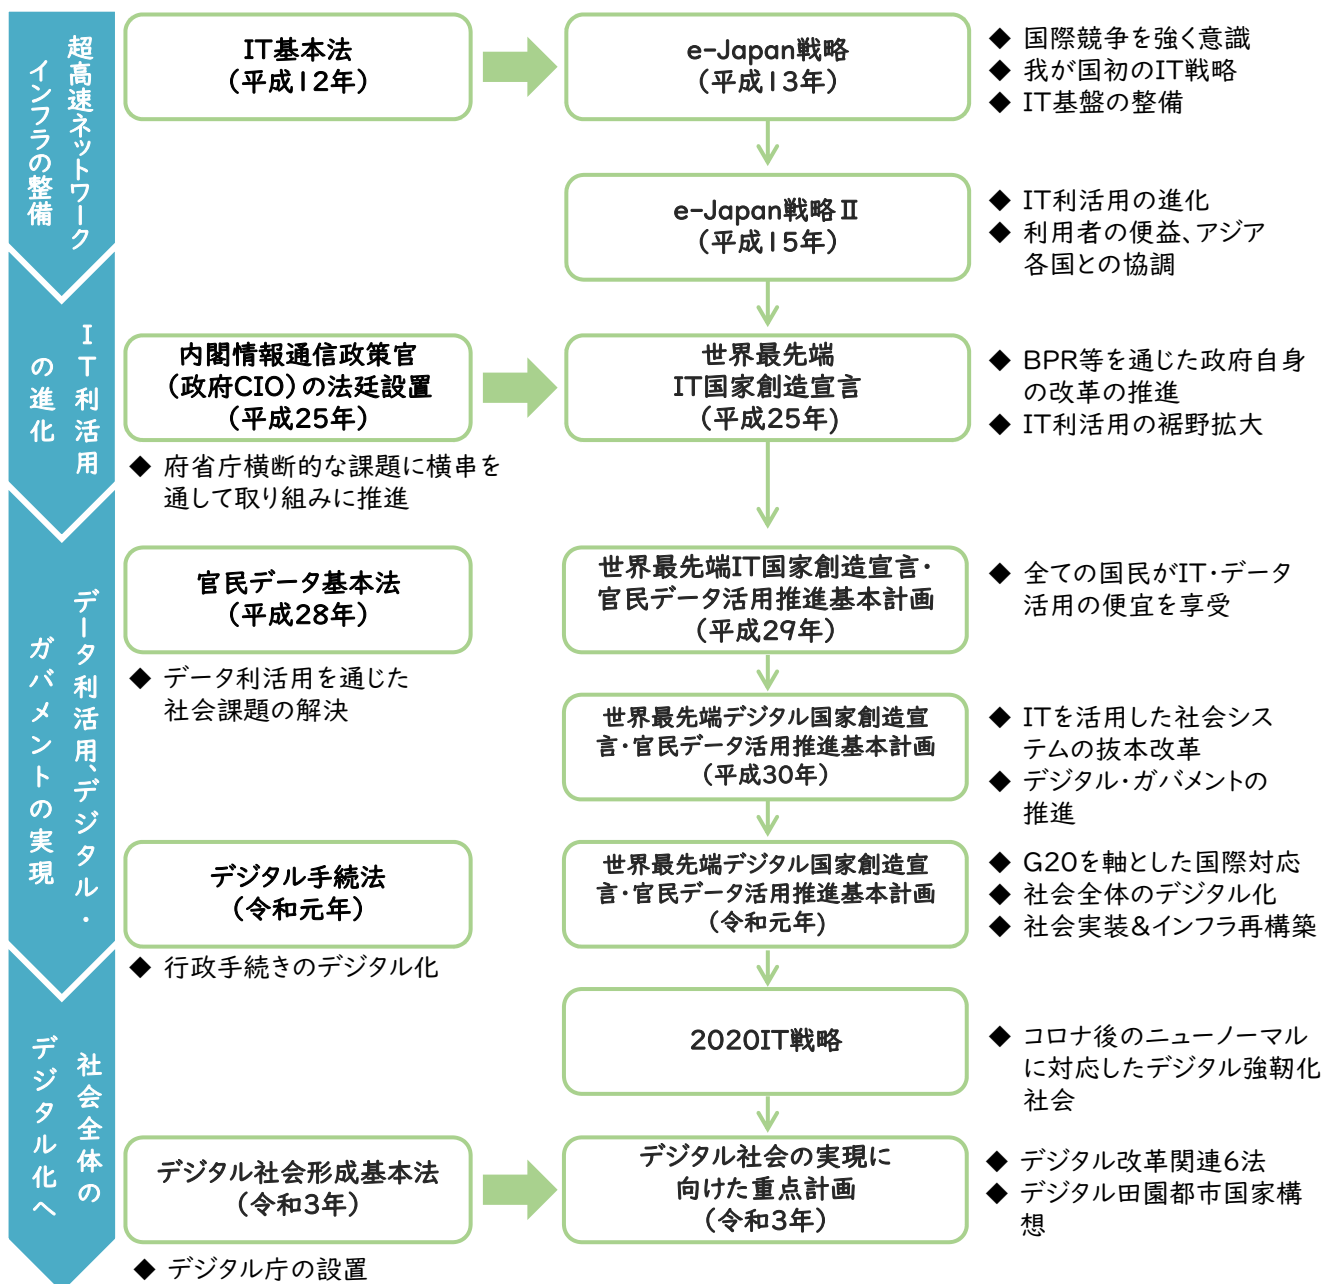 超高速ネットワーク
インフラの整備
IT基本法
（平成12年）
e-Japan戦略
（平成13年）
◆ 国際競争を強く意識
◆ 我が国初のIT戦略
◆ IT基盤の整備
e-Japan戦略Ⅱ
（平成15年）
◆ IT利活用の進化
◆ 利用者の便益、アジア
各国との協調
IT利活用
の進化
内閣情報通信政策官
（政府CIO）の法廷設置
（平成25年）
◆ 府省庁横断的な課題に横串を
通して取り組みに推進
世界最先端
IT国家創造宣言
（平成25年）
◆ BPR等を通じた政府自身
の改革の推進
◆ IT利活用の裾野拡大
データ利活用、デジタル・
ガバメントの実現
官民データ基本法
（平成28年）
◆ データ利活用を通じた
社会課題の解決
世界最先端IT国家創造宣言・
官民データ活用推進基本計画
（平成29年）
◆ 全ての国民がIT・データ
活用の便宜を享受
世界最先端デジタル国家創造宣
言・官民データ活用推進基本計画
（平成30年）
◆ ITを活用した社会シス
テムの抜本改革
◆ デジタル・ガバメントの
推進
デジタル手続法
（令和元年）
◆ 行政手続きのデジタル化
世界最先端デジタル国家創造宣
言・官民データ活用推進基本計画
（令和元年）
◆ G20を軸とした国際対応
◆ 社会全体のデジタル化
◆ 社会実装＆インフラ再構築
社会全体の
デジタル化へ
2020IT戦略
◆ コロナ後のニューノーマル
に対応したデジタル強靭化
社会
デジタル社会形成基本法
（令和3年）
◆ デジタル庁の設置
デジタル社会の実現に
向けた重点計画
（令和3年）
◆ デジタル改革関連6法
◆ デジタル田園都市国家構
想